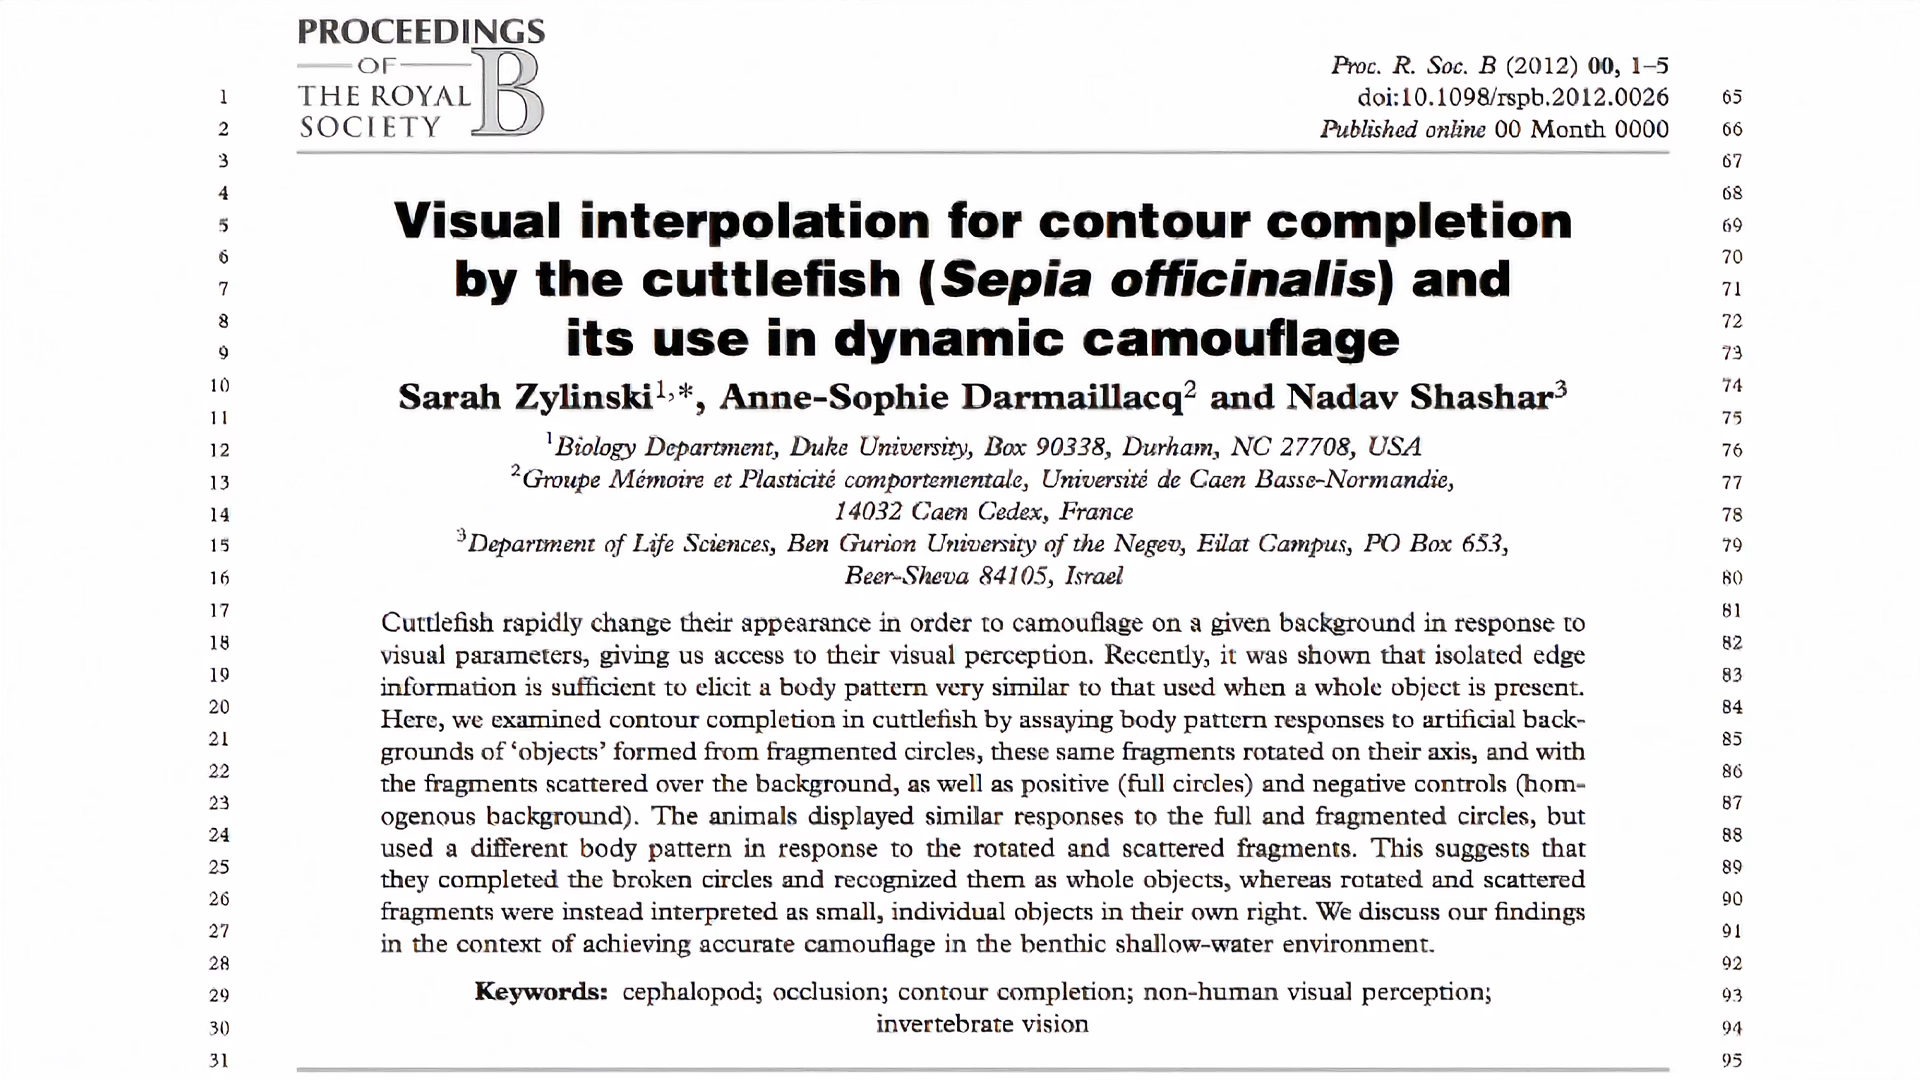 PROCEEDINGS
OF
THE ROYAL
SOCIETY
B
Proc. R. Soc. B (2012) 00, 1–5
doi:10.1098/rspb.2012.0026
Published online 00 Month 0000
Visual interpolation for contour completion
by the cuttlefish (Sepia officinalis) and
its use in dynamic camouflage
Sarah Zylinski1,*, Anne-Sophie Darmaillacq2 and Nadav Shashar3
1Biology Department, Duke University, Box 90338, Durham, NC 27708, USA
2Groupe Mémoire et Plasticité comportementale, Université de Caen Basse-Normandie,
14032 Caen Cedex, France
3Department of Life Sciences, Ben Gurion University of the Negev, Eilat Campus, PO Box 653,
Beer-Sheva 84105, Israel
Cuttlefish rapidly change their appearance in order to camouflage on a given background in response to
visual parameters, giving us access to their visual perception. Recently, it was shown that isolated edge
information is sufficient to elicit a body pattern very similar to that used when a whole object is present.
Here, we examined contour completion in cuttlefish by assaying body pattern responses to artificial back-
grounds of ‘objects’ formed from fragmented circles, these same fragments rotated on their axis, and with
the fragments scattered over the background, as well as positive (full circles) and negative controls (hom-
ogenous background). The animals displayed similar responses to the full and fragmented circles, but
used a different body pattern in response to the rotated and scattered fragments. This suggests that
they completed the broken circles and recognized them as whole objects, whereas rotated and scattered
fragments were instead interpreted as small, individual objects in their own right. We discuss our findings
in the context of achieving accurate camouflage in the benthic shallow-water environment.
Keywords: cephalopod; occlusion; contour completion; non-human visual perception;
invertebrate vision
1
2
3
4
5
6
7
8
9
10
11
12
13
14
15
16
17
18
19
20
21
22
23
24
25
26
27
28
29
30
31
65
66
67
68
69
70
71
72
73
74
75
76
77
78
79
80
81
82
83
84
85
86
87
88
89
90
91
92
93
94
95